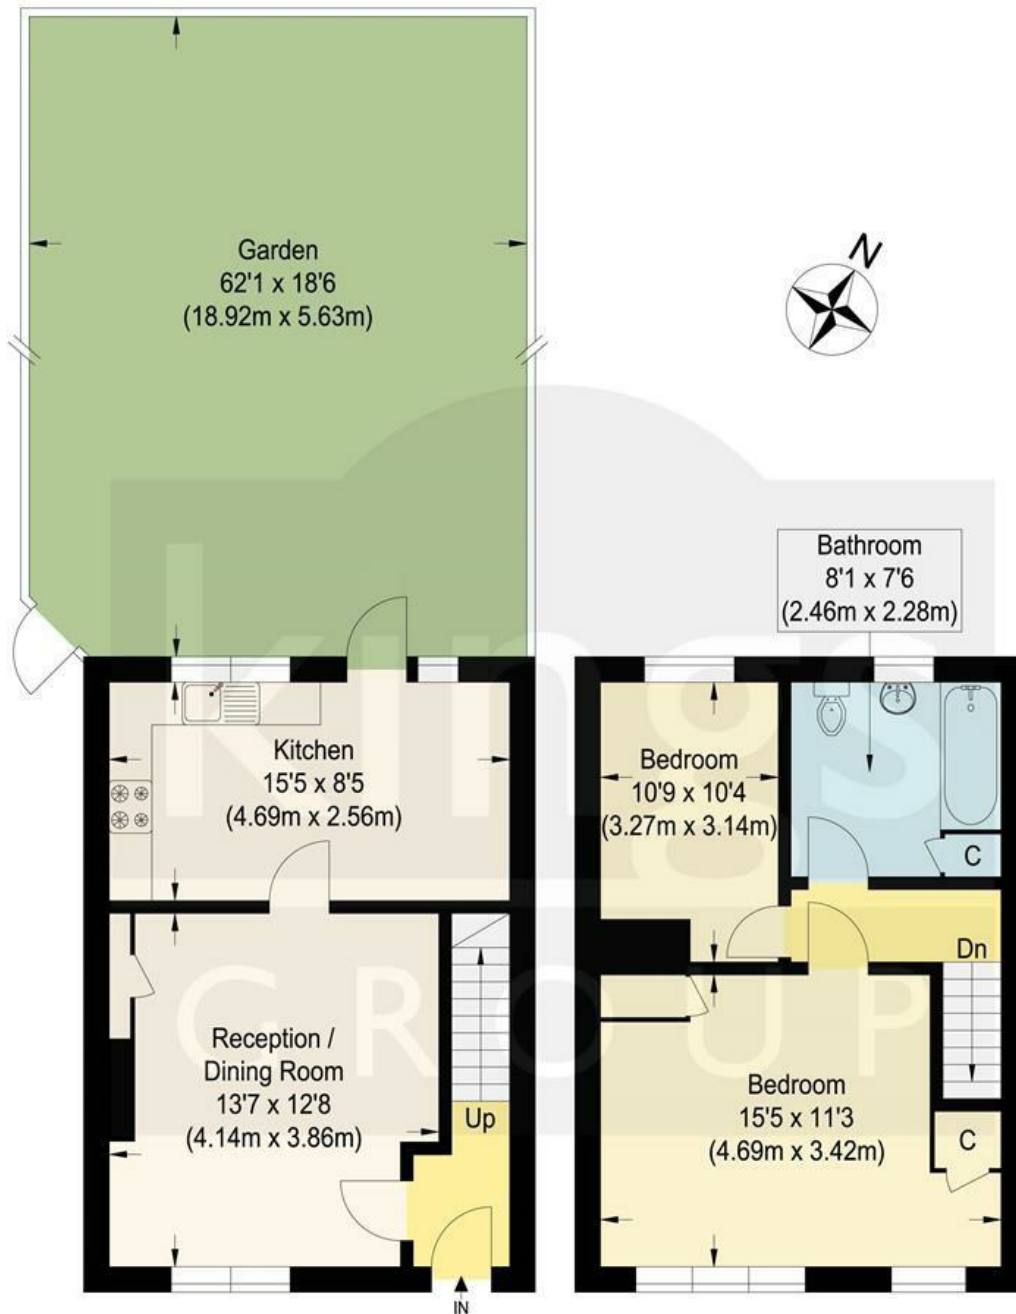 Garden
62'1 x 18'6
(18.92m x 5.63m)
N
Bathroom
8'1 x 7'6
(2.46m x 2.28m)
Kitchen
15'5 x 8'5
(4.69m x 2.56m)
Bedroom
10'9 x 10'4
(3.27m x 3.14m)
C
Dn
Reception /
Dining Room
13'7 x 12'8
(4.14m x 3.86m)
Up
Bedroom
15'5 x 11'3
(4.69m x 3.42m)
C
IN
kings
GROUP